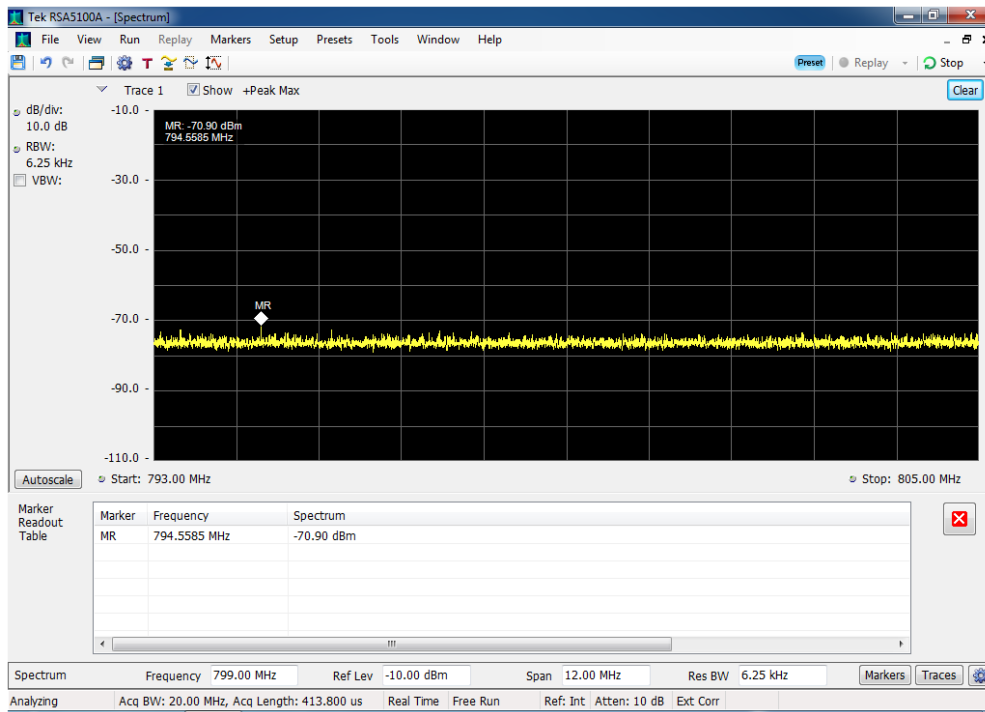 Tek RSA5100A - [Spectrum]
File View Run Replay Markers Setup Presets Tools Window Help
T Preset Replay Stop
Trace 1 Show +Peak Max Clear
dB/div:
10.0 dB
RBW:
6.25 kHz
VBW:
-10.0
-30.0
-50.0
-70.0
-90.0
-110.0
MR: -70.90 dBm
794.5585 MHz
MR
Autoscale Start: 793.00 MHz Stop: 805.00 MHz
Marker
Readout
Table
Marker Frequency Spectrum
MR 794.5585 MHz -70.90 dBm
Spectrum Frequency 799.00 MHz Ref Lev -10.00 dBm Span 12.00 MHz Res BW 6.25 kHz Markers Traces
Analyzing Acq BW: 20.00 MHz, Acq Length: 413.800 us Real Time Free Run Ref: Int Atten: 10 dB Ext Corr